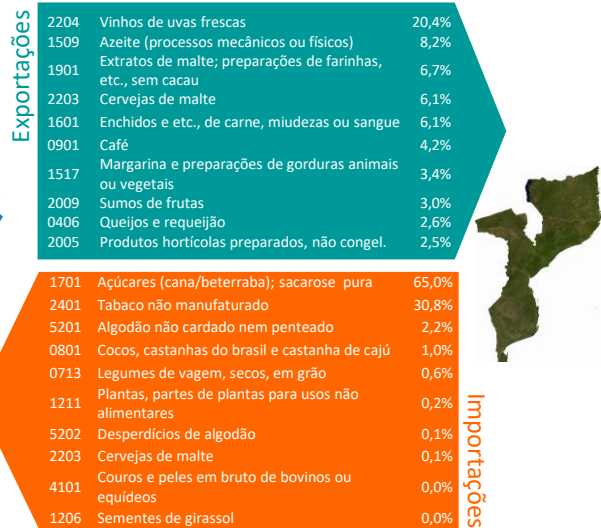 Exportações
2204 Vinhos de uvas frescas 20,4%
1509 Azeite (processos mecânicos ou físicos) 8,2%
1901 Extratos de malte; preparações de farinhas, 6,7%
etc., sem cacau
2203 Cervejas de malte 6,1%
1601 Enchidos e etc., de carne, miudezas ou sangue 6,1%
0901 Café 4,2%
1517 Margarina e preparações de gorduras animais 3,4%
ou vegetais
2009 Sumos de frutas 3,0%
0406 Queijos e requeijão 2,6%
2005 Produtos hortícolas preparados, não congel. 2,5%
1701 Açúcares (cana/beterraba); sacarose pura 65,0%
2401 Tabaco não manufaturado 30,8%
5201 Algodão não cardado nem penteado 2,2%
0801 Cocos, castanhas do brasil e castanha de cajú 1,0%
0713 Legumes de vagem, secos, em grão 0,6%
1211 Plantas, partes de plantas para usos não 0,2%
alimentares
5202 Desperdícios de algodão 0,1%
2203 Cervejas de malte 0,1%
4101 Couros e peles em bruto de bovinos ou 0,0%
equídeos
1206 Sementes de girassol 0,0%
Importações